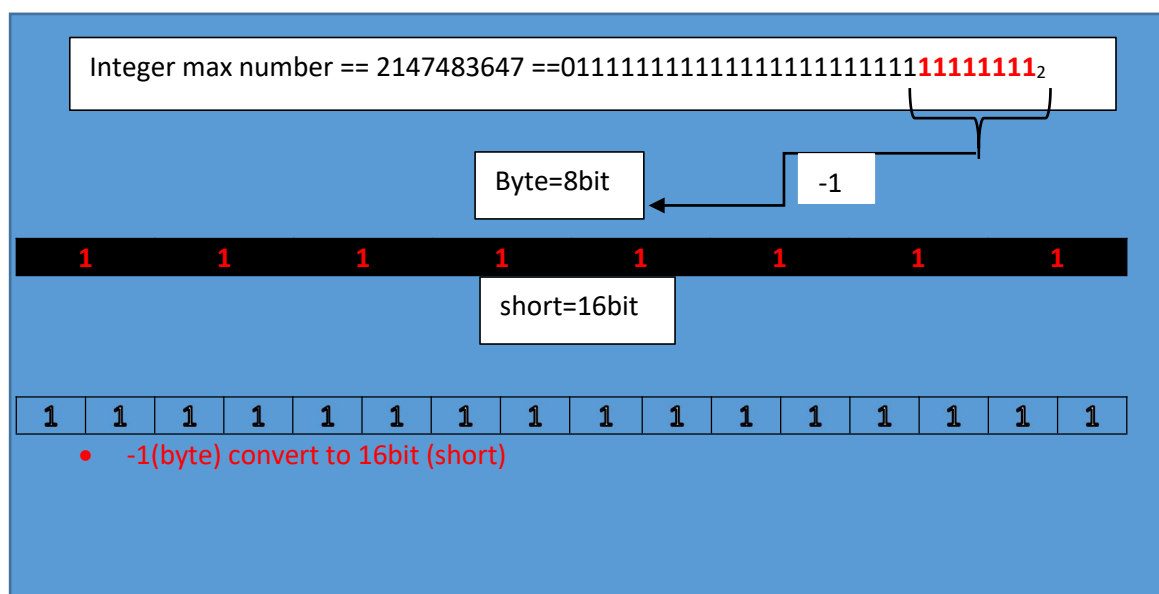 Integer max number == 2147483647 ==01111111111111111111111111111111₂
Byte=8bit
-1
1 1 1 1 1 1 1 1
short=16bit
1 1 1 1 1 1 1 1 1 1 1 1 1 1 1 1
• -1(byte) convert to 16bit (short)